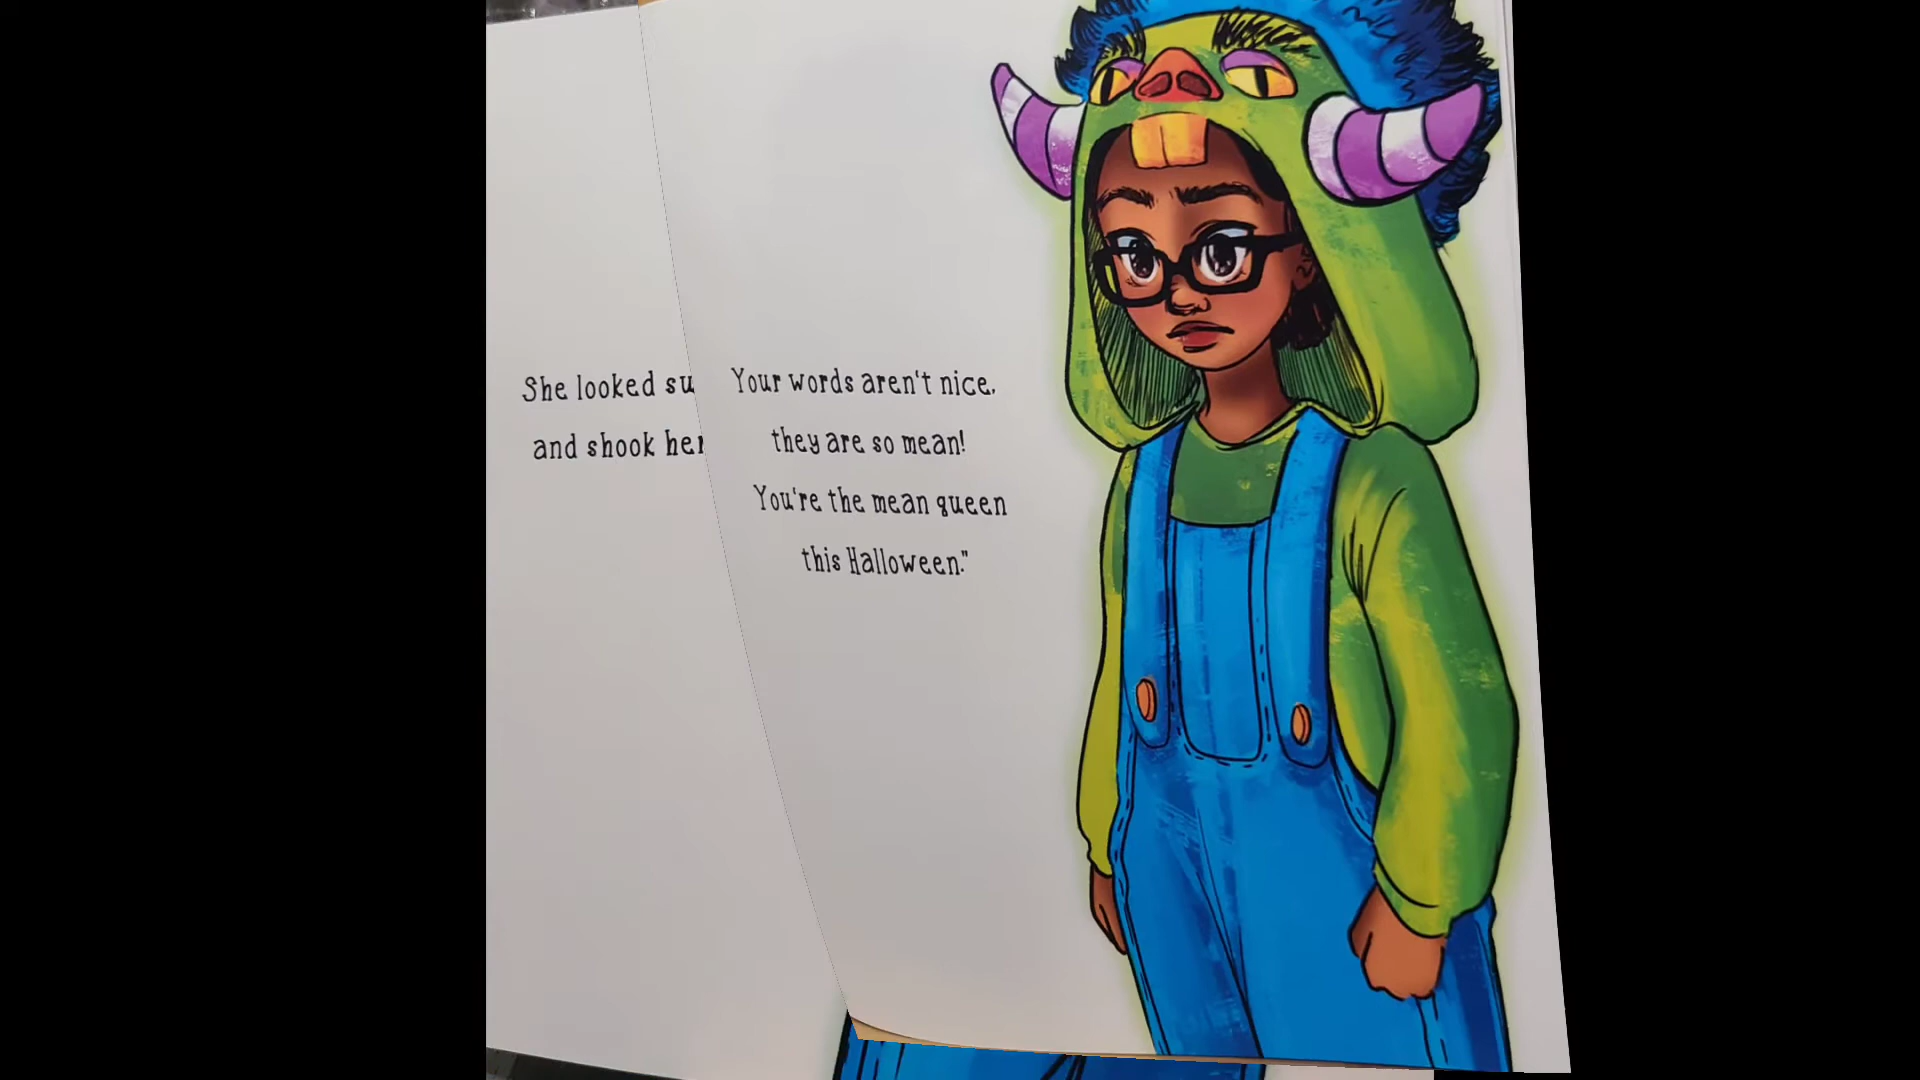 She looked
and shook
Your words aren't nice,
they are so mean!
You're the mean queen
this Halloween."